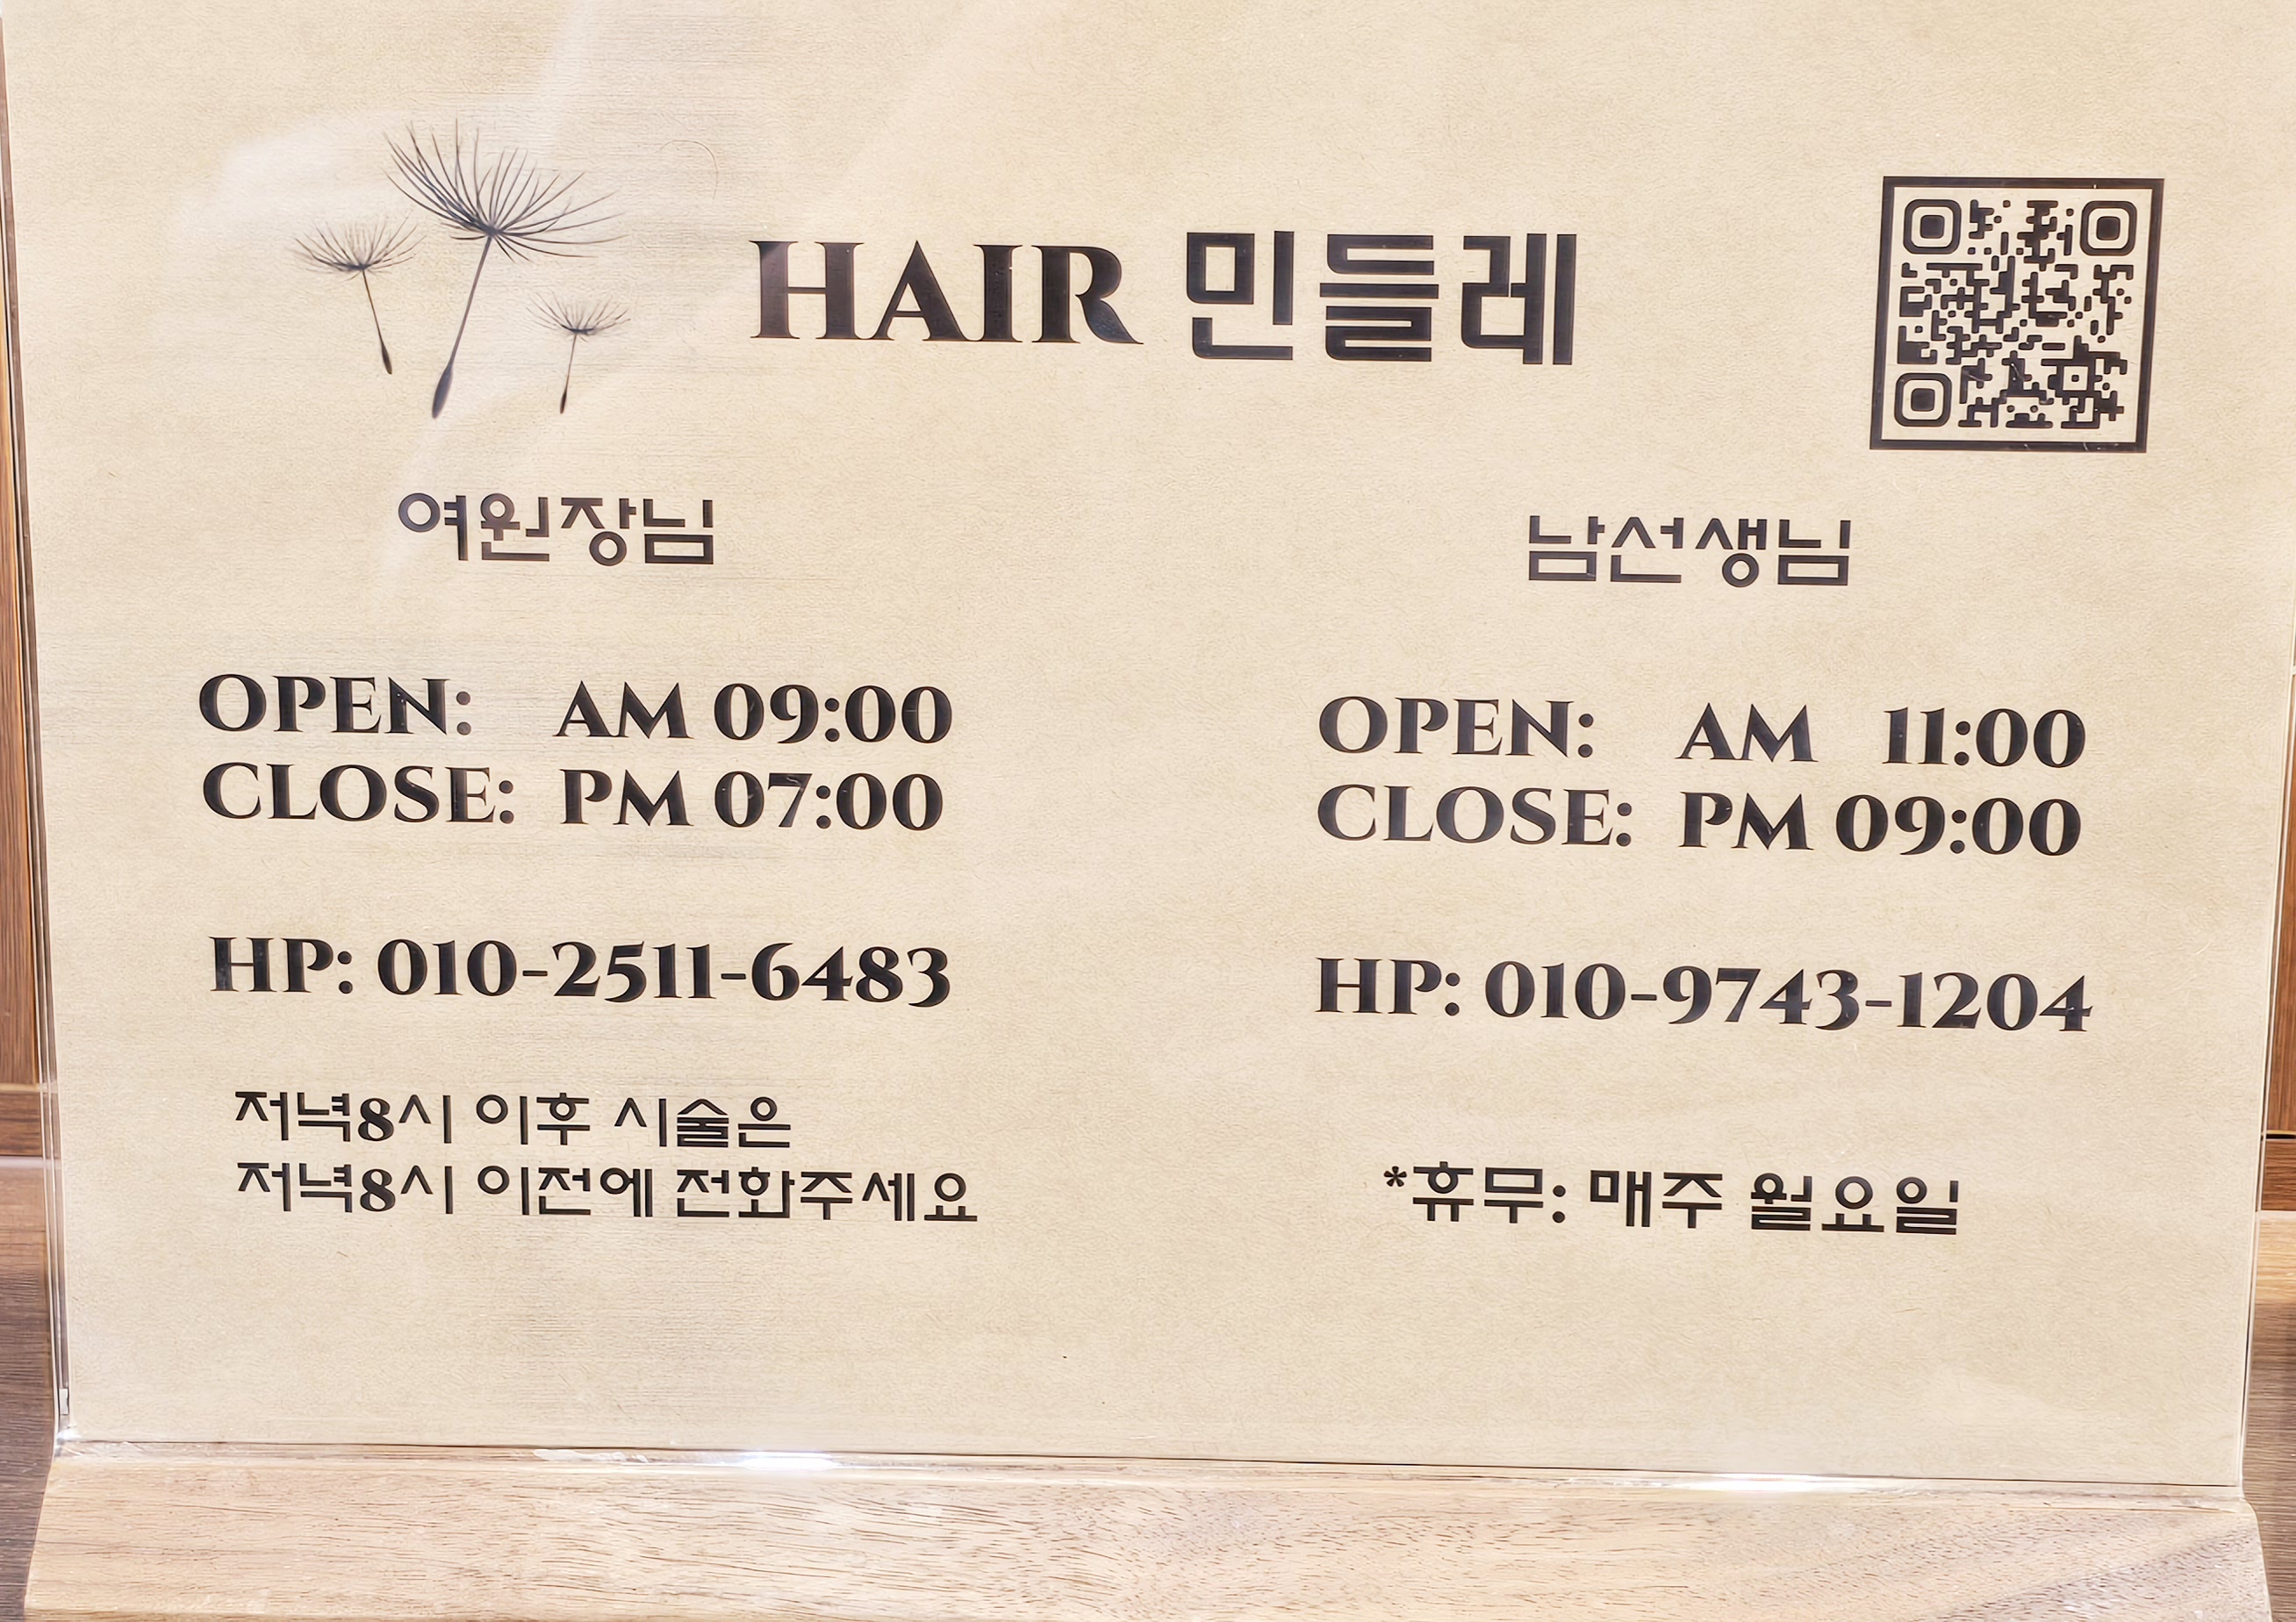 HAIR 민들레
여원장님
OPEN: AM 09:00
CLOSE: PM 07:00
HP: 010-2511-6483
저녁8시 이후 시술은
저녁8시 이전에 전화주세요
남선생님
OPEN: AM 11:00
CLOSE: PM 09:00
HP: 010-9743-1204
*휴무: 매주 월요일